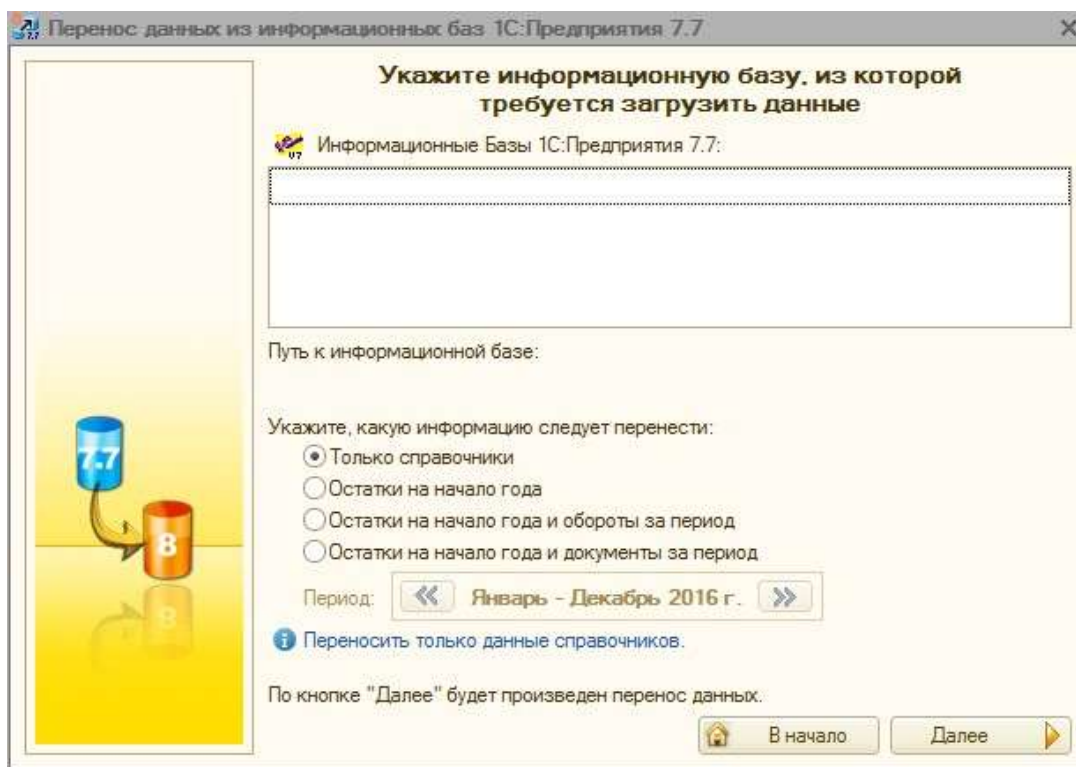 Перенос данных из информационных баз 1С:Предприятия 7.7
Укажите информационную базу, из которой
требуется загрузить данные
Информационные Базы 1С:Предприятия 7.7:
Путь к информационной базе:
Укажите, какую информацию следует перенести:
Только справочники
Остатки на начало года
Остатки на начало года и обороты за период
Остатки на начало года и документы за период
Период: Январь - Декабрь 2016 г.
Переносить только данные справочников.
По кнопке "Далее" будет произведен перенос данных.
В начало Далее
7.7
8